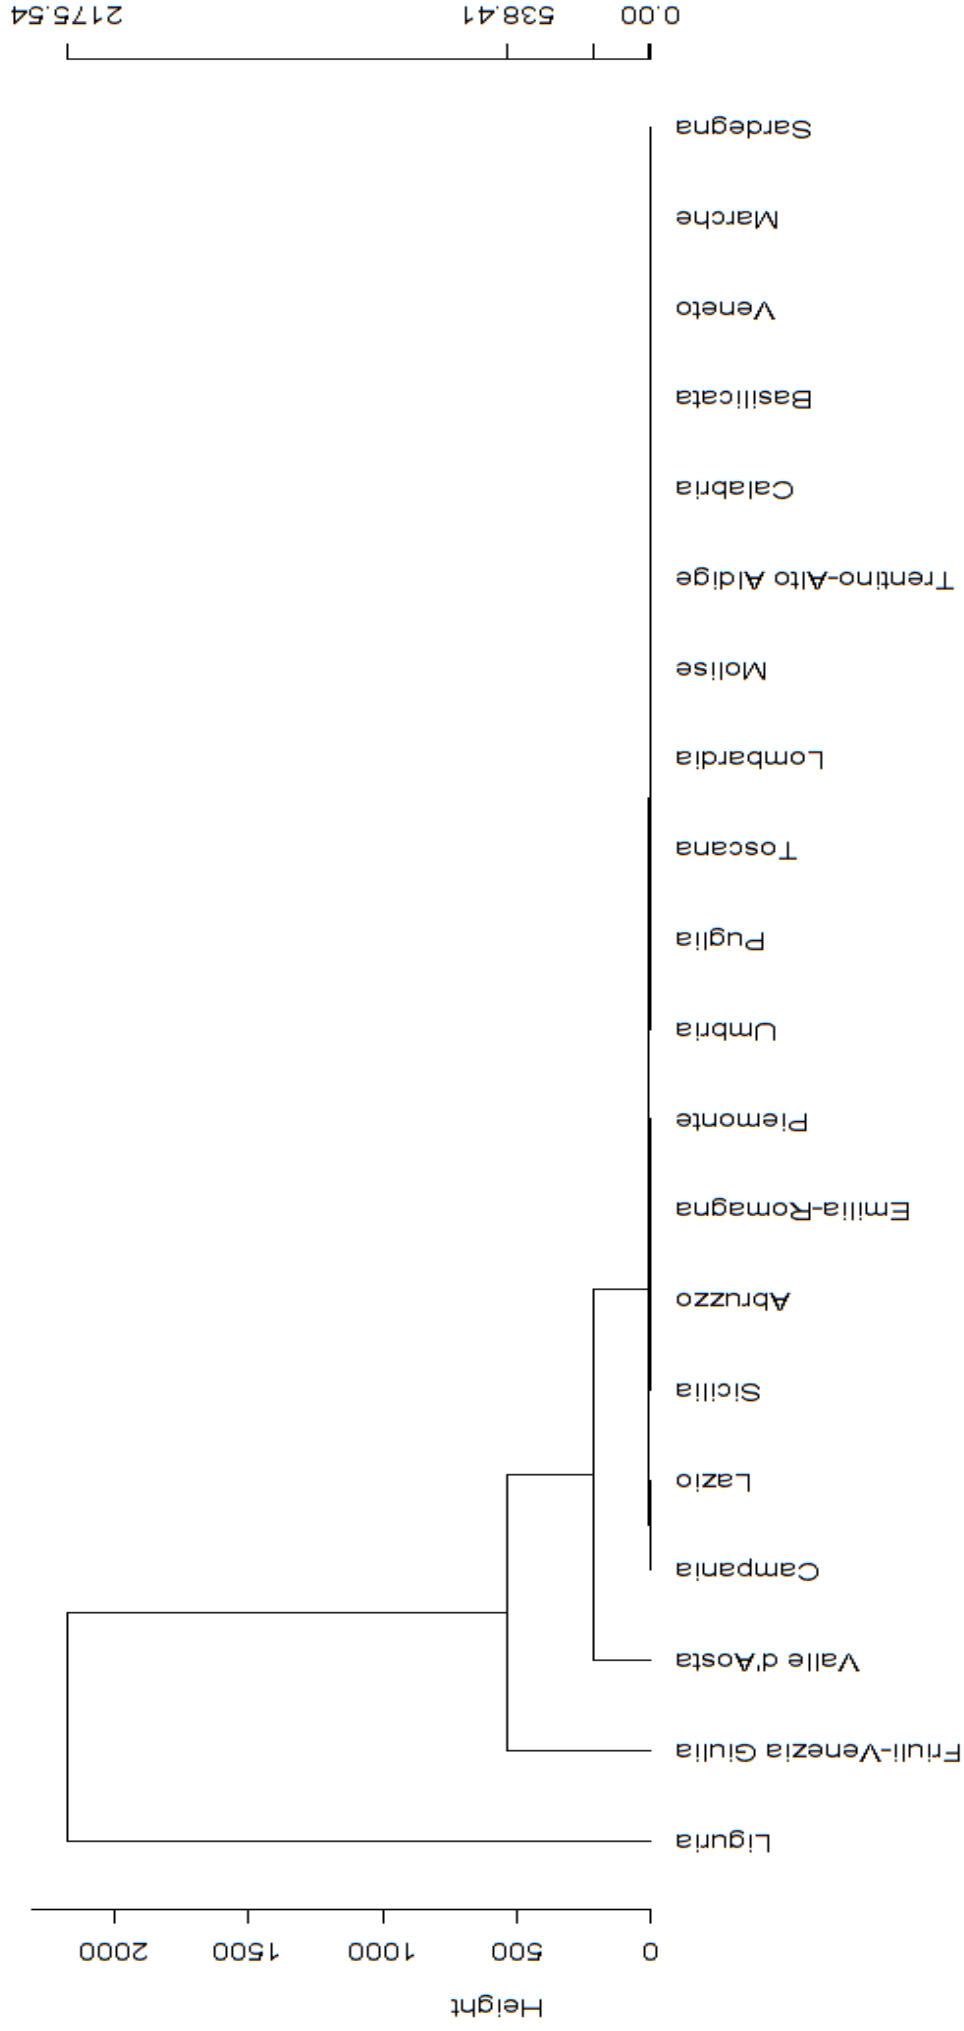 Height
0 500 1000 1500 2000
Liguria
Friuli-Venezia Giulia
Valle d'Aosta
Campania
Lazio
Sicilia
Abruzzo
Emilia-Romagna
Piemonte
Umbria
Puglia
Toscana
Lombardia
Molise
Trentino-Alto Aldige
Calabria
Basilicata
Veneto
Marche
Sardegna
0.00 538.41 2175.54